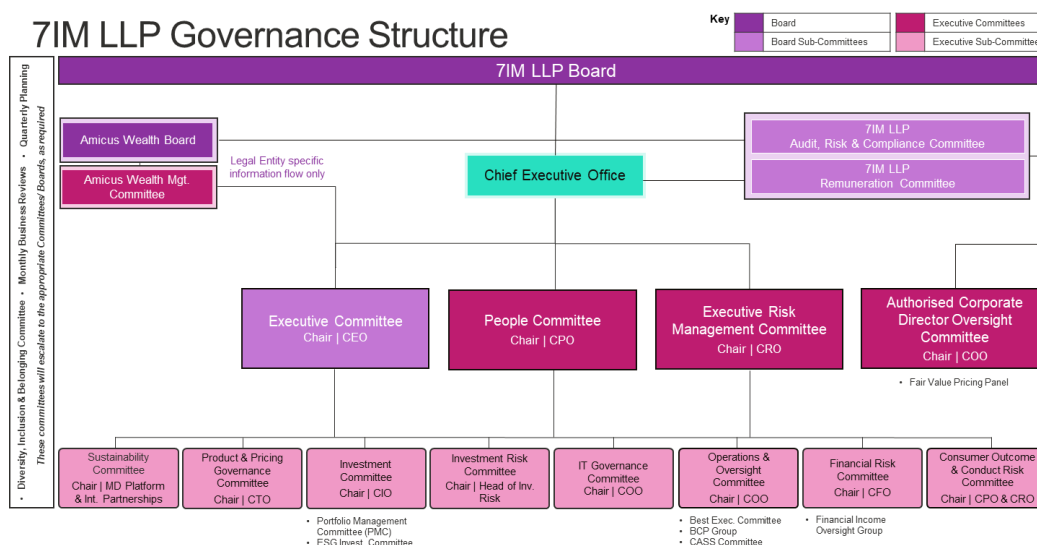 7IM LLP Governance Structure
Key
Board
Executive Committees
Board Sub-Committees
Executive Sub-Committee
7IM LLP Board
• Diversity, Inclusion & Belonging Committee • Monthly Business Reviews • Quarterly Planning
These committees will escalate to the appropriate Committees/ Boards, as required
Amicus Wealth Board
Amicus Wealth Mgt.
Committee
Legal Entity specific
information flow only
Chief Executive Office
7IM LLP
Audit, Risk & Compliance Committee
7IM LLP
Remuneration Committee
Executive Committee
Chair | CEO
People Committee
Chair | CPO
Executive Risk
Management Committee
Chair | CRO
Authorised Corporate
Director Oversight
Committee
Chair | COO
• Fair Value Pricing Panel
Sustainability
Committee
Chair | MD Platform
& Int. Partnerships
Product & Pricing
Governance
Committee
Chair | CTO
Investment
Committee
Chair | CIO
Investment Risk
Committee
Chair | Head of Inv.
Risk
IT Governance
Committee
Chair | COO
Operations &
Oversight
Committee
Chair | COO
Financial Risk
Committee
Chair | CFO
Consumer Outcome
& Conduct Risk
Committee
Chair | CPO & CRO
• Portfolio Management
Committee (PMC)
• ESG Invest. Committee
• Best Exec. Committee
• BCP Group
• CASS Committee
• Financial Income
Oversight Group